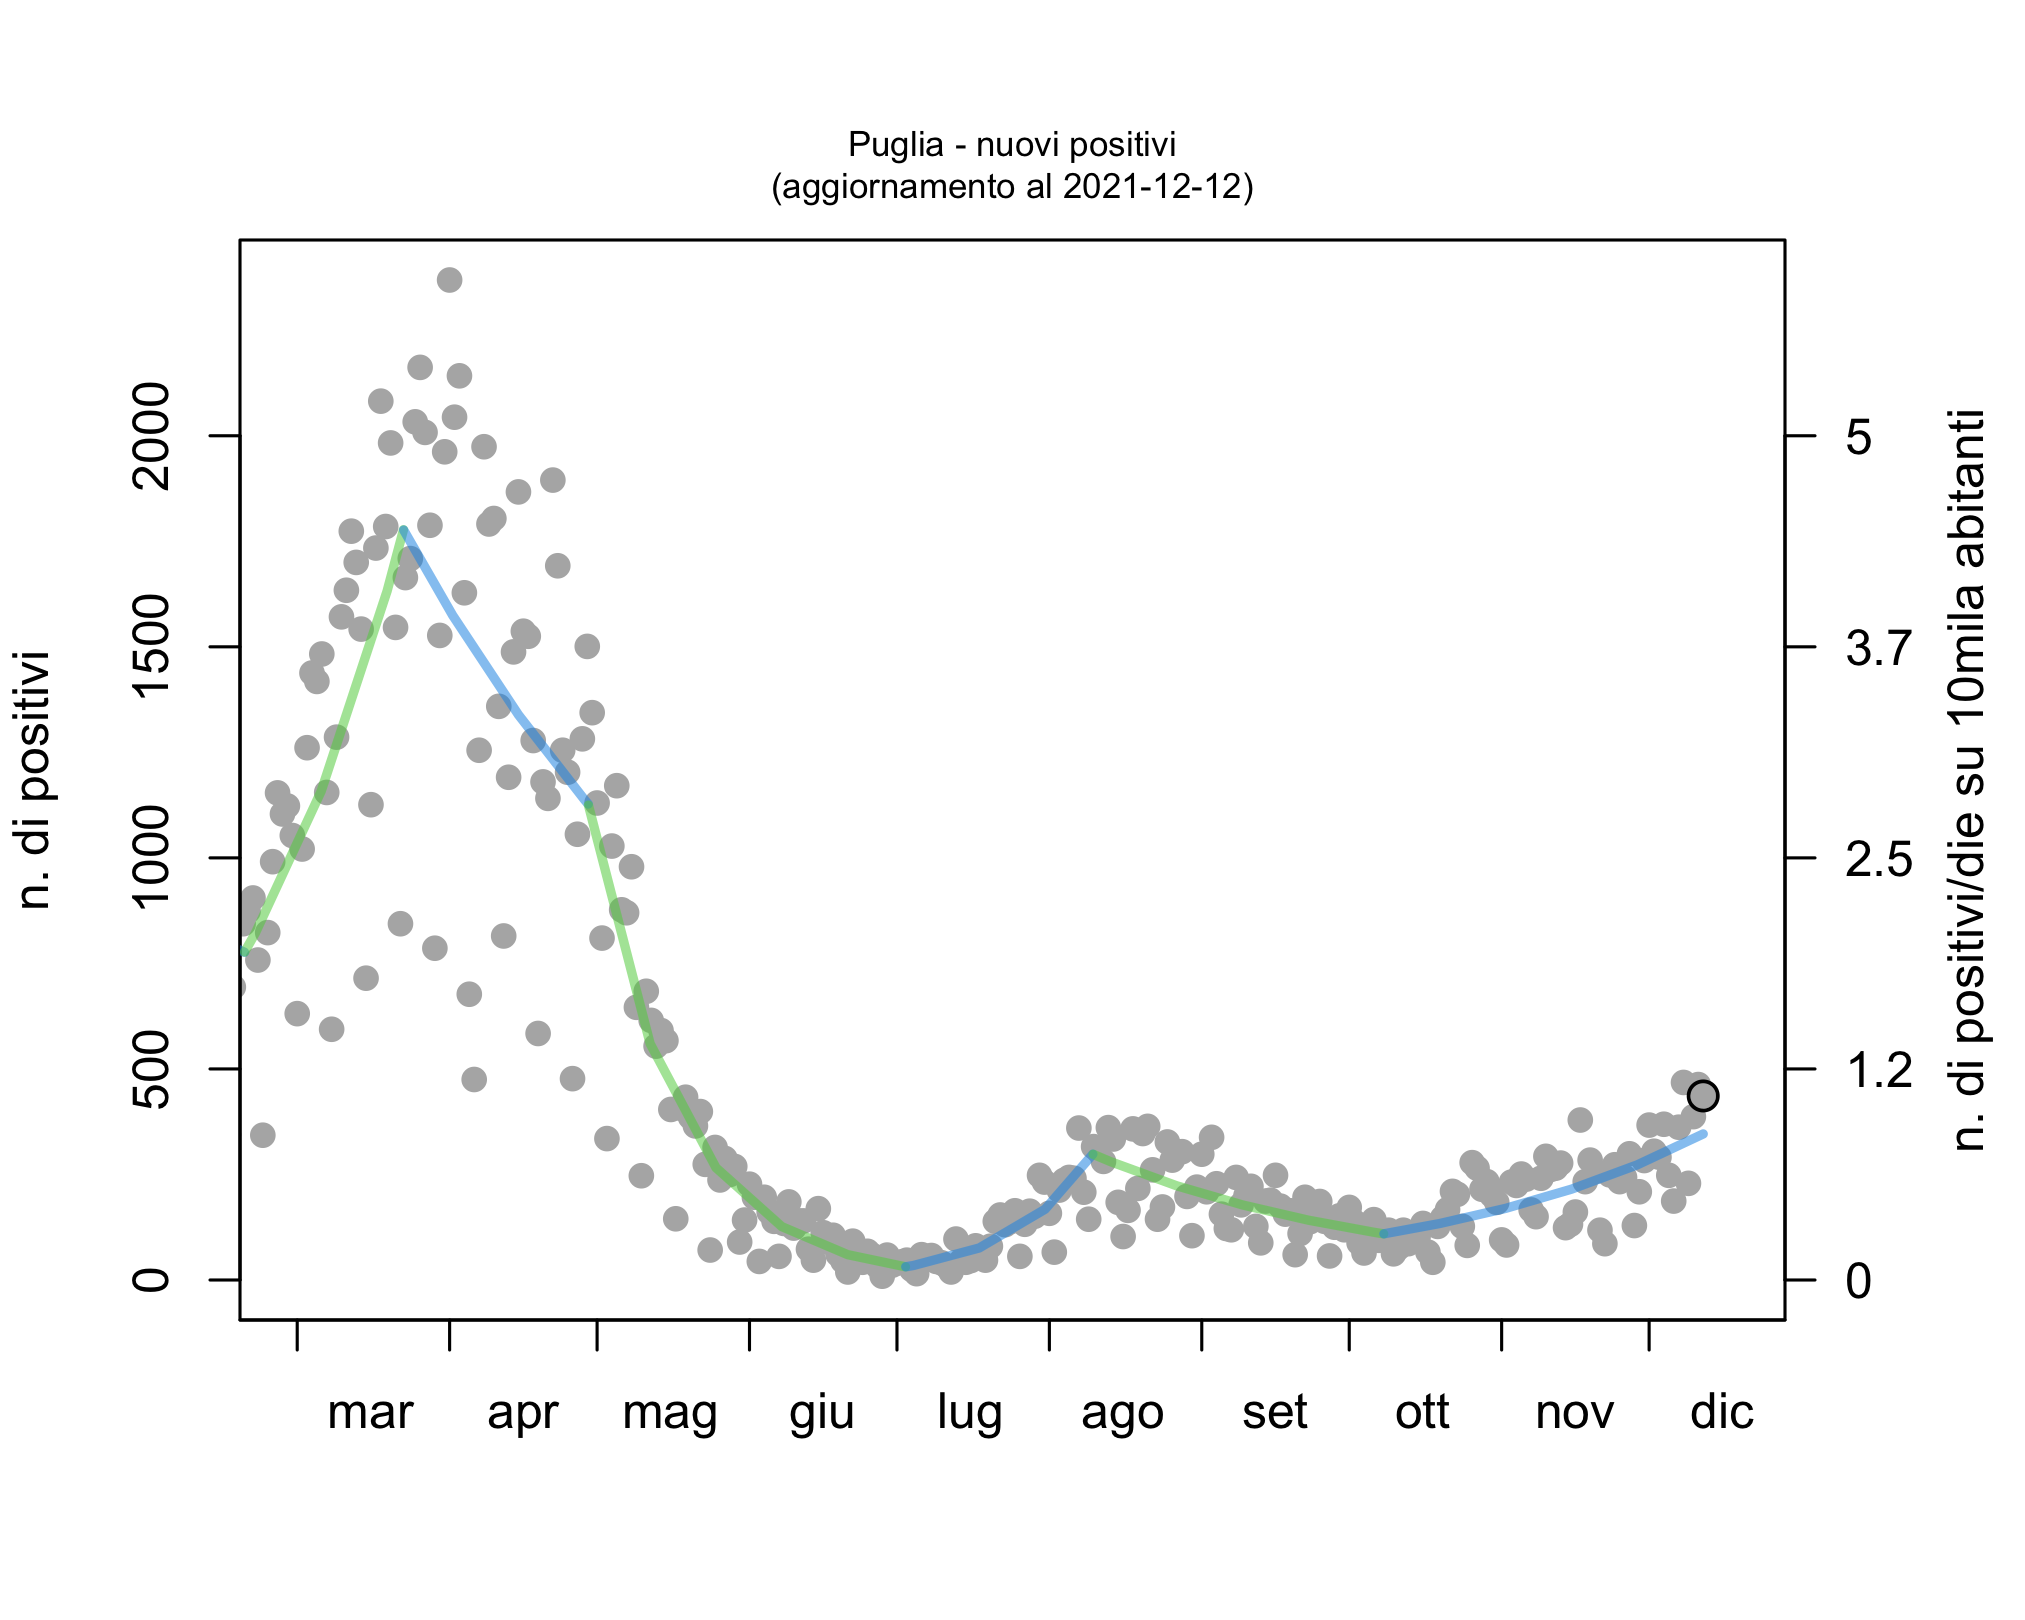 Puglia - nuovi positivi
(aggiornamento al 2021-12-12)
n. di positivi
2000
1500
1000
500
0
5
3.7
2.5
1.2
0
n. di positivi/die su 10mila abitanti
mar apr mag giu lug ago set ott nov dic